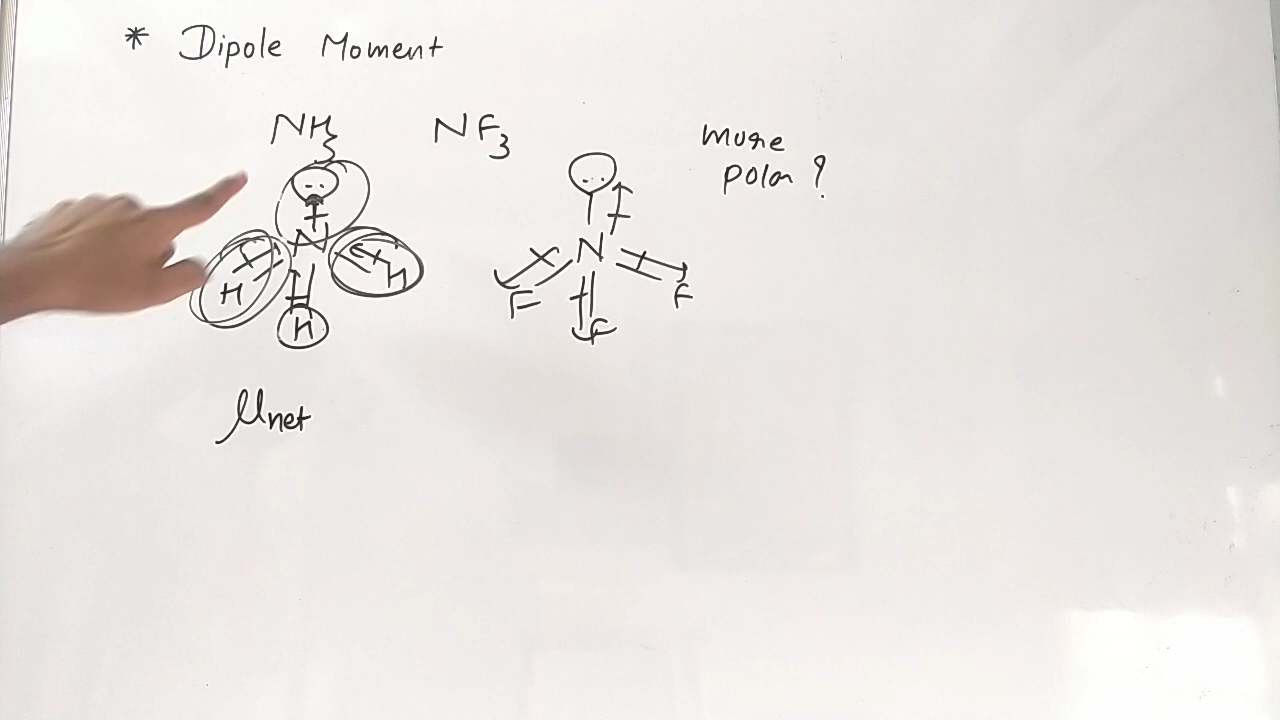 * Dipole Moment
NH3 NF3
more
polar ?
N N
H H F F
H F
μnet